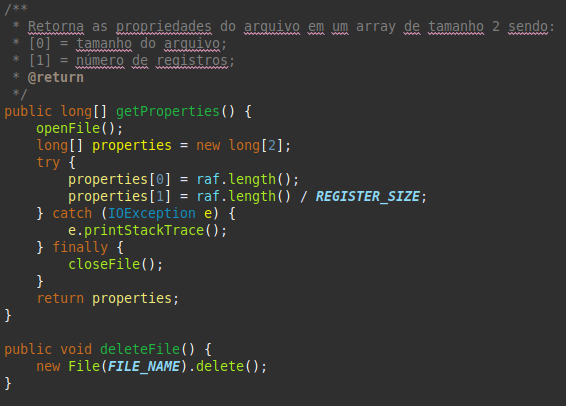 /**
 * Retorna as propriedades do arquivo em um array de tamanho 2 sendo:
 * [0] = tamanho do arquivo;
 * [1] = número de registros;
 * @return
 */
public long[] getProperties() {
    openFile();
    long[] properties = new long[2];
    try {
        properties[0] = raf.length();
        properties[1] = raf.length() / REGISTER_SIZE;
    } catch (IOException e) {
        e.printStackTrace();
    } finally {
        closeFile();
    }
    return properties;
}

public void deleteFile() {
    new File(FILE_NAME).delete();
}